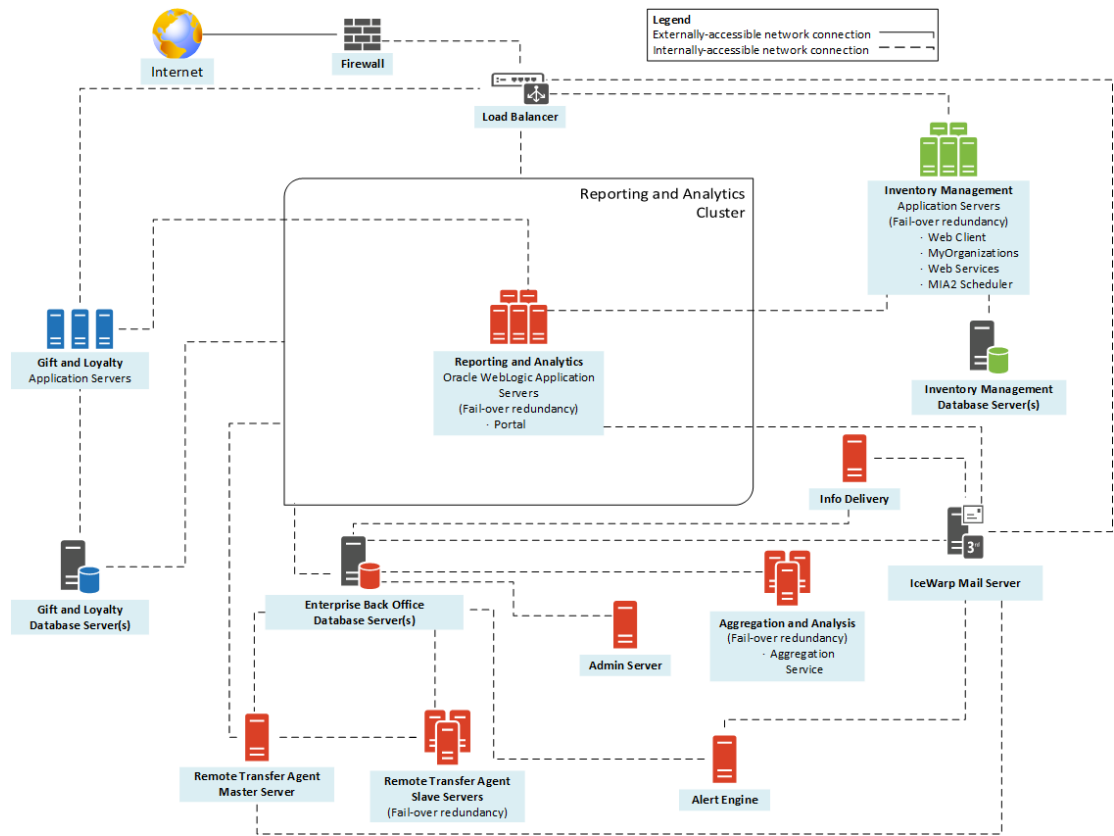 Legend
Externally-accessible network connection
Internally-accessible network connection
Internet
Firewall
Load Balancer
Reporting and Analytics
Cluster
Inventory Management
Application Servers
(Fail-over redundancy)
· Web Client
· MyOrganizations
· Web Services
· MIA2 Scheduler
Gift and Loyalty
Application Servers
Reporting and Analytics
Oracle WebLogic Application
Servers
(Fail-over redundancy)
· Portal
Inventory Management
Database Server(s)
Info Delivery
3rd
IceWarp Mail Server
Gift and Loyalty
Database Server(s)
Enterprise Back Office
Database Server(s)
Admin Server
Aggregation and Analysis
(Fail-over redundancy)
· Aggregation
Service
Remote Transfer Agent
Master Server
Remote Transfer Agent
Slave Servers
(Fail-over redundancy)
Alert Engine